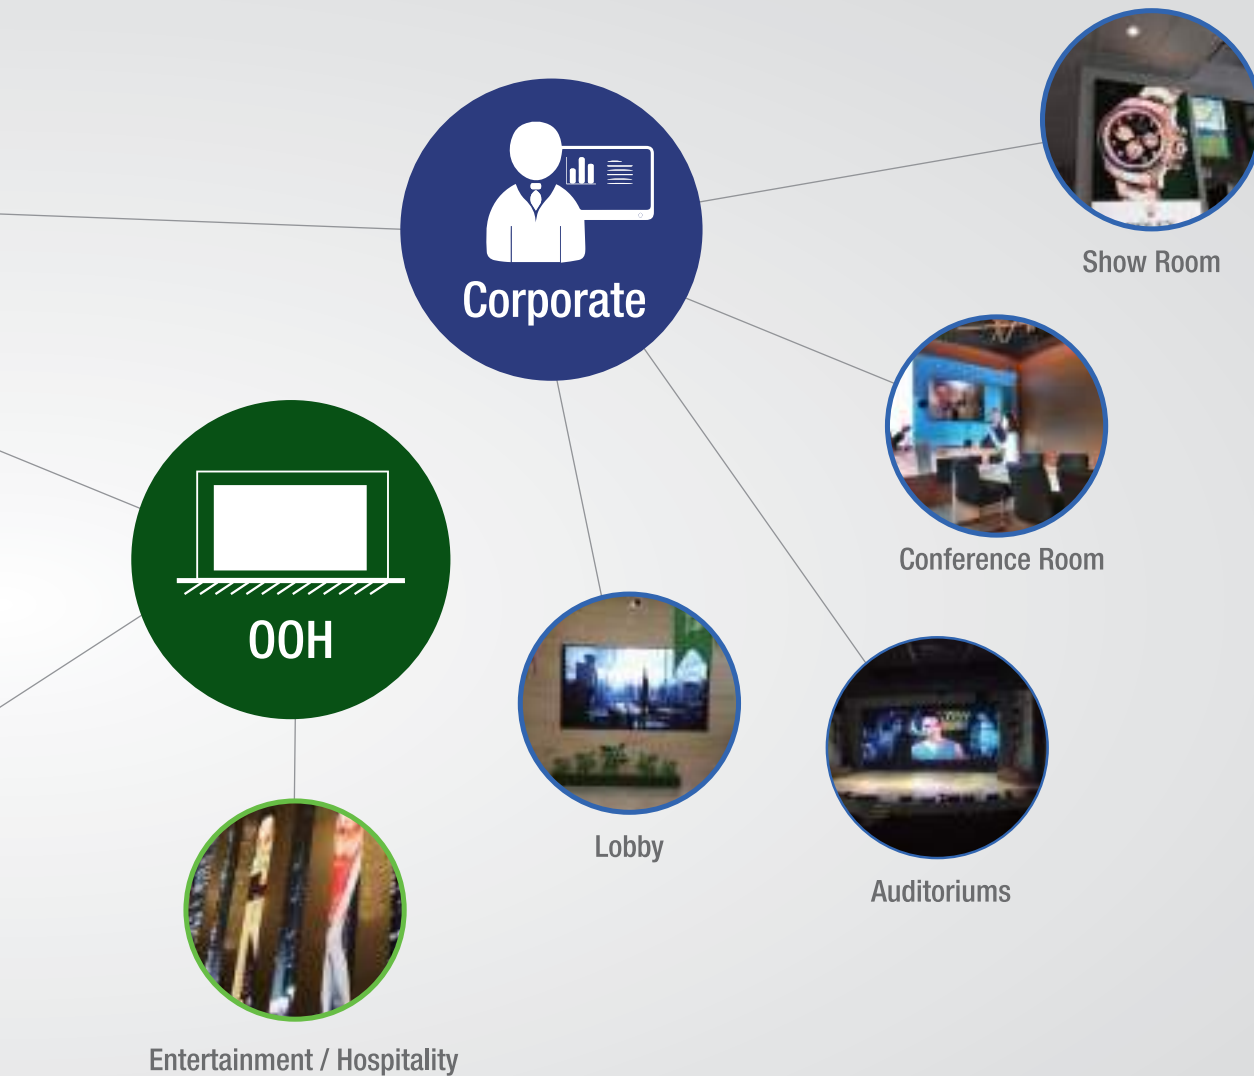 Corporate
Show Room
Conference Room
OOH
Lobby
Auditoriums
Entertainment / Hospitality